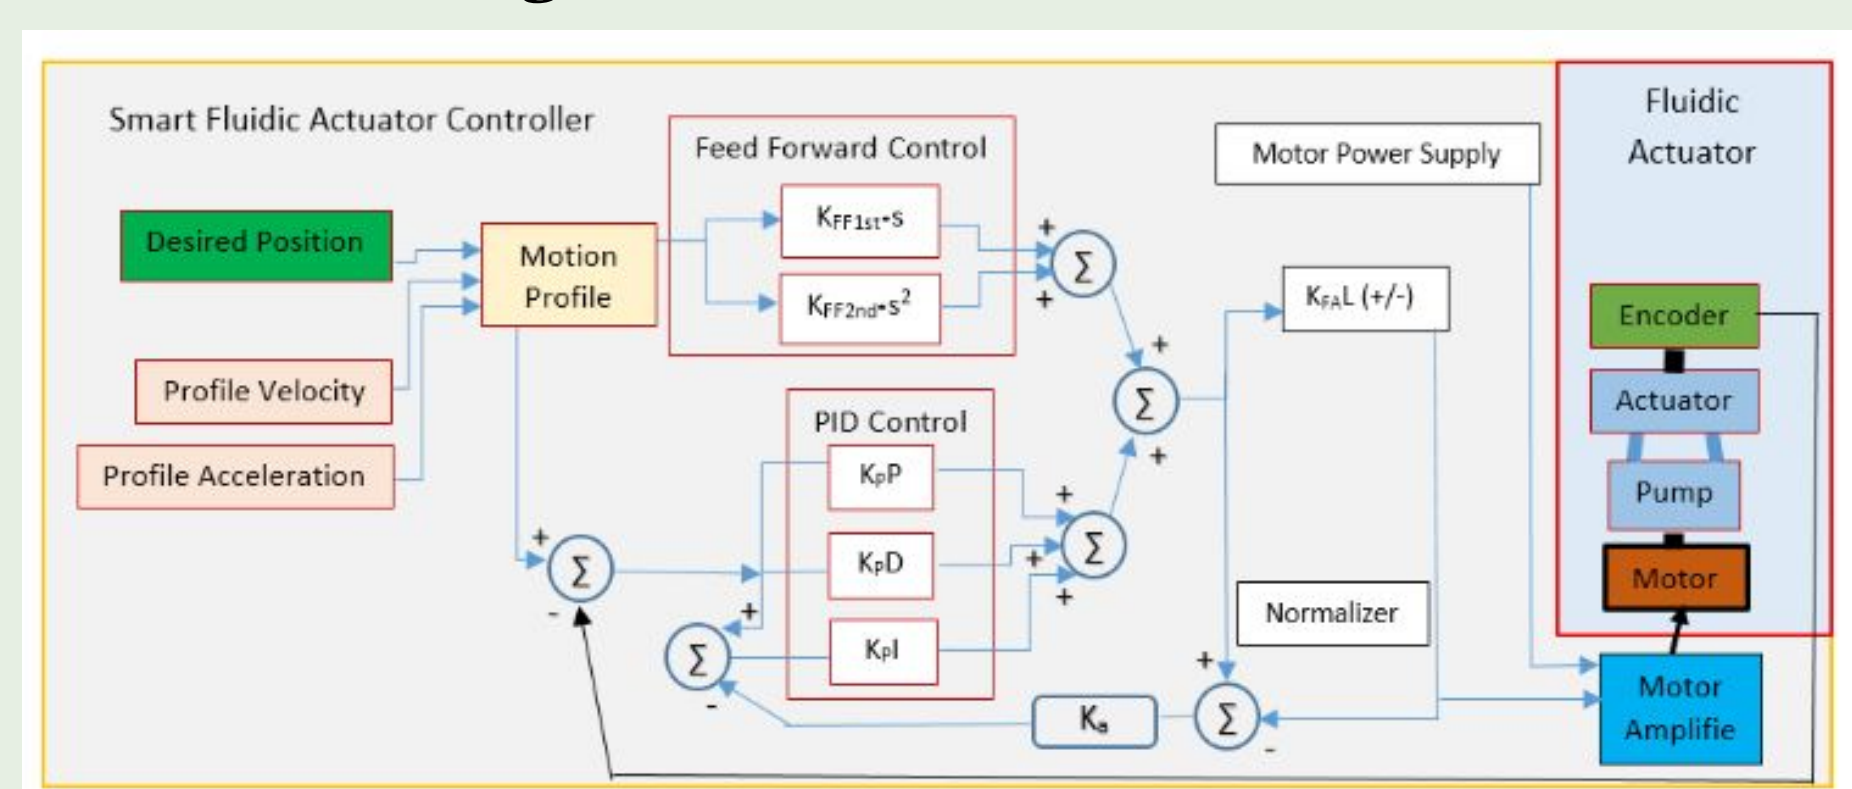 Smart Fluidic Actuator Controller
Desired Position
Profile Velocity
Profile Acceleration
Motion
Profile
Feed Forward Control
KFF1st*s
KFF2nd*s²
+
Σ
+
PID Control
KpP
KpD
KpI
+
Σ
-
+
Σ
-
+
+
+
Σ
+
Σ
+
KFAL (+/-)
Motor Power Supply
Normalizer
+
Σ
-
Ka
Fluidic
Actuator
Encoder
Actuator
Pump
Motor
Motor
Amplifie